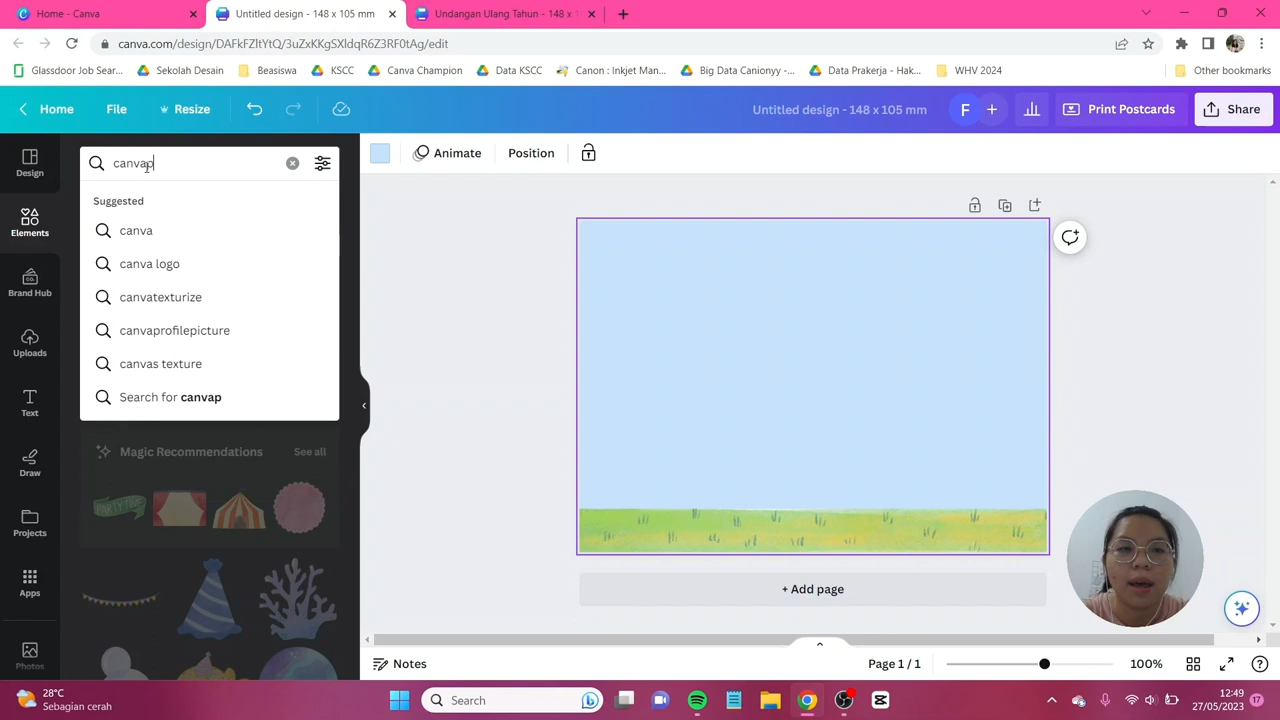 Home - Canva
Untitled design - 148 x 105 mm
Undangan Ulang Tahun - 148 x 1
canva.com/design/DAFkFZltYtQ/3uZxKKgSXldqR6Z3RF0tAg/edit
Glassdoor Job Sear...
Sekolah Desain
Beasiswa
KSCC
Canva Champion
Data KSCC
Canon : Inkjet Man...
Big Data Canionyy -...
Data Prakerja - Hak...
WHV 2024
Other bookmarks
Home
File
Resize
Untitled design - 148 x 105 mm
F
Print Postcards
Share
Design
Elements
Brand Hub
Uploads
Text
Draw
Projects
Apps
Photos
canvap
Suggested
canva
canva logo
canvatexturize
canvaprofilepicture
canvas texture
Search for canvap
Magic Recommendations
See all
PARTY TIME
Animate
Position
+ Add page
Notes
Page 1 / 1
100%
28°C
Sebagian cerah
Search
12:49
27/05/2023